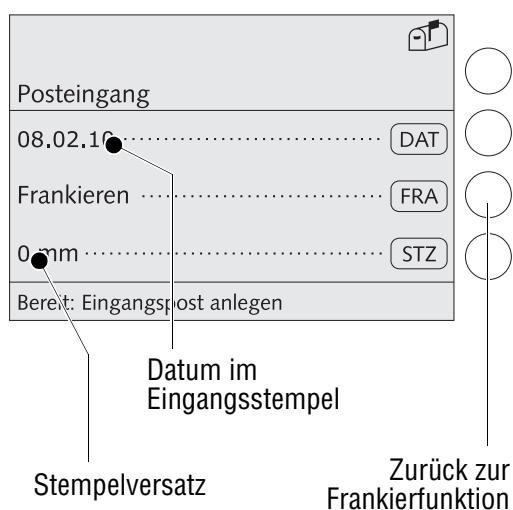 Posteingang
08.02.10 DAT
Frankieren FRA
0 mm STZ
Bereit: Eingangspost anlegen
Datum im
Eingangsstempel
Stempelversatz
Zurück zur
Frankierfunktion